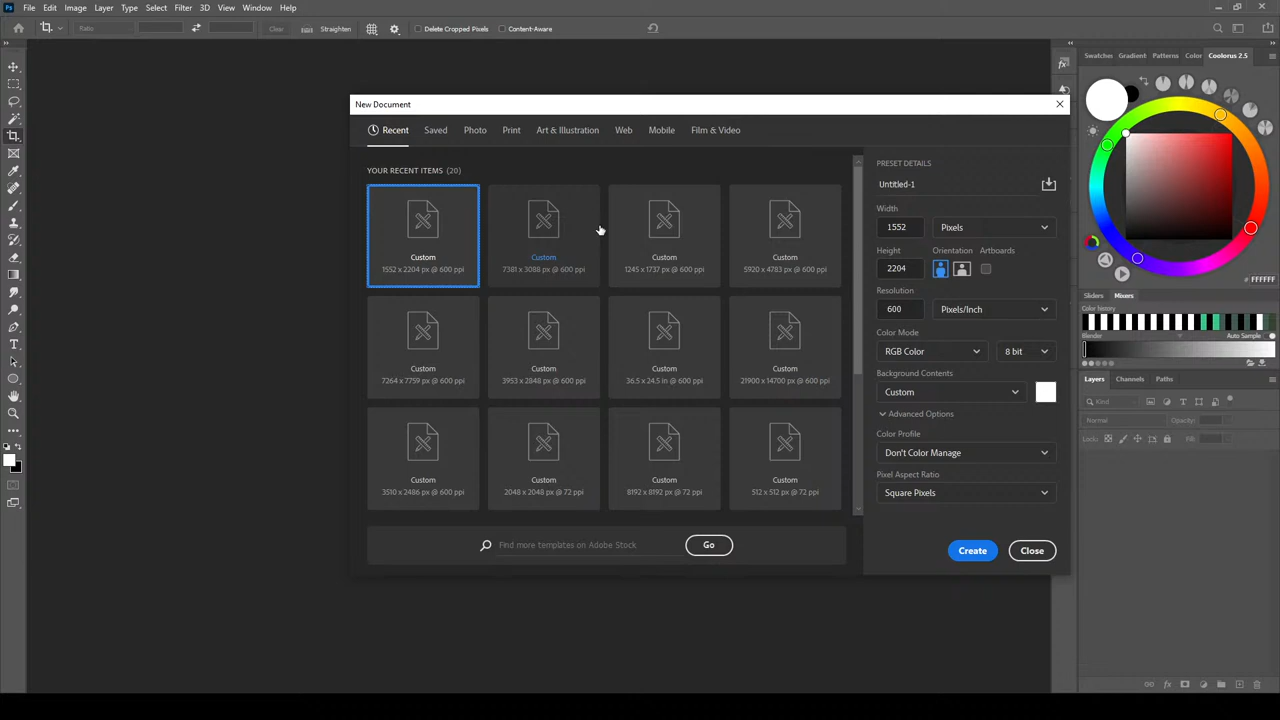 Ps File Edit Image Layer Type Select Filter 3D View Window Help
Ratio Clear Straighten Delete Cropped Pixels Content-Aware
Swatches Gradient Patterns Color Coolorus 2.5
New Document
Recent Saved Photo Print Art & Illustration Web Mobile Film & Video
YOUR RECENT ITEMS (20)
Custom
1552 x 2204 px @ 600 ppi
Custom
7381 x 3088 px @ 600 ppi
Custom
1245 x 1737 px @ 600 ppi
Custom
5920 x 4783 px @ 600 ppi
Custom
7264 x 7759 px @ 600 ppi
Custom
3953 x 2848 px @ 600 ppi
Custom
36.5 x 24.5 in @ 600 ppi
Custom
21900 x 14700 px @ 600 ppi
Custom
3510 x 2486 px @ 600 ppi
Custom
2048 x 2048 px @ 72 ppi
Custom
8192 x 8192 px @ 72 ppi
Custom
512 x 512 px @ 72 ppi
Find more templates on Adobe Stock Go
PRESET DETAILS
Untitled-1
Width
1552 Pixels
Height Orientation Artboards
2204
Resolution
600 Pixels/Inch
Color Mode
RGB Color 8 bit
Background Contents
Custom
Advanced Options
Color Profile
Don't Color Manage
Pixel Aspect Ratio
Square Pixels
Create Close
# FFFFFF
Sliders Mixers
Color history
Blender Auto Sample
Layers Channels Paths
Kind
Normal Opacity:
Lock: Fill: